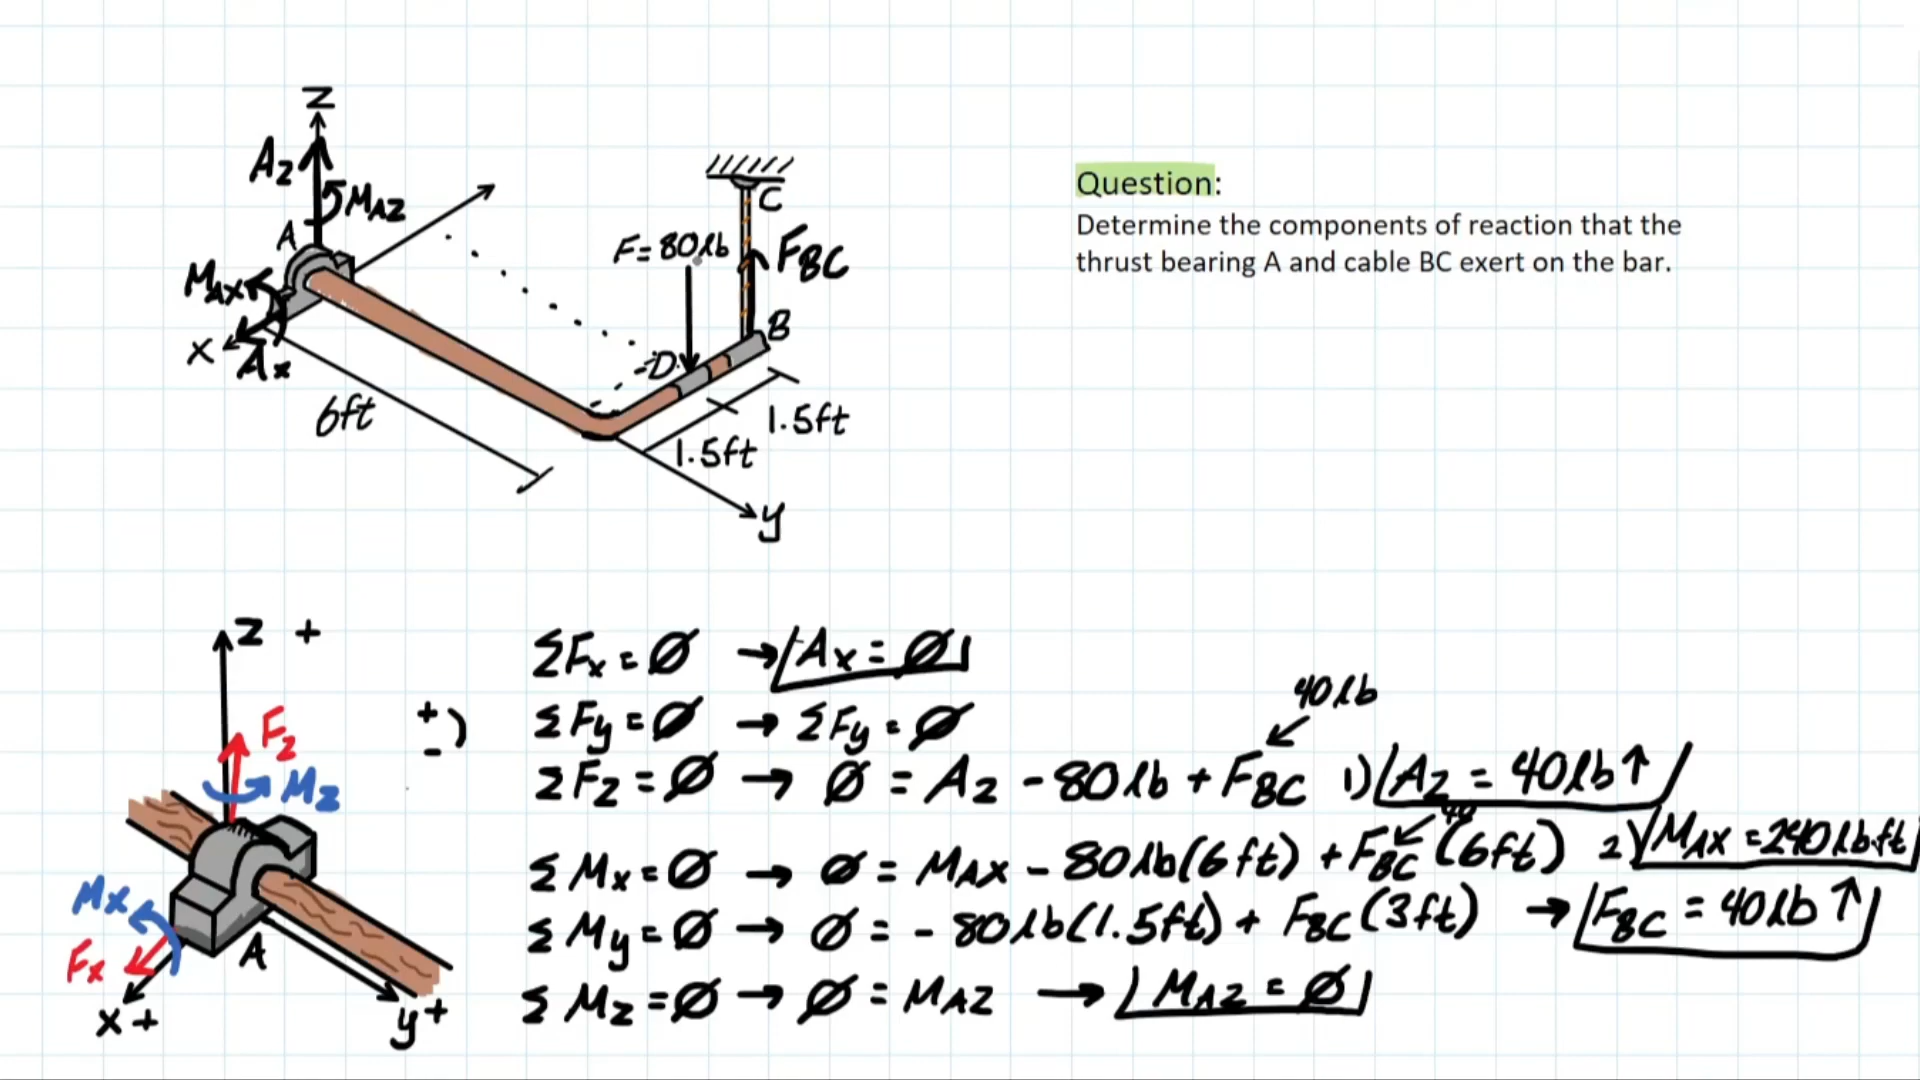 Question:
Determine the components of reaction that the
thrust bearing A and cable BC exert on the bar.
Z
Az
MAZ
A
MAX
X
Ax
6ft
F=80lb
C
FBC
B
D
1.5ft
1.5ft
y
Z +
Fz
Mz
Mx
Fx
A
X +
y+
+
-
)
ΣFx = Ø → Ax = Ø
ΣFy = Ø → ΣFy = Ø
40lb
ΣFz = Ø → Ø = Az - 80lb + FBC 1) Az = 40lb↑
40
ΣMx = Ø → Ø = MAX - 80lb(6ft) + FBC (6ft) 2) MAX = 240lb.ft
ΣMy = Ø → Ø = - 80lb(1.5ft) + FBC (3ft) → FBC = 40lb↑
ΣMz = Ø → Ø = MAZ → MAZ = Ø